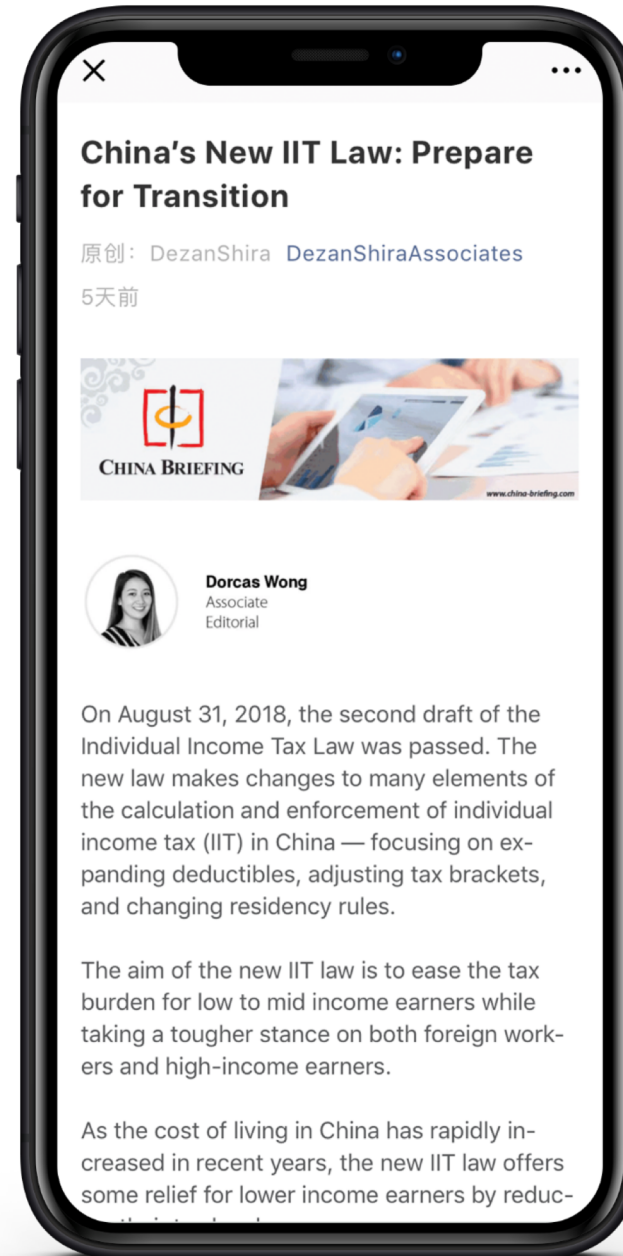 China's New IIT Law: Prepare
for Transition
原创： DezanShira DezanShiraAssociates
5天前
CHINA BRIEFING
www.china-briefing.com
Dorcas Wong
Associate
Editorial
On August 31, 2018, the second draft of the
Individual Income Tax Law was passed. The
new law makes changes to many elements of
the calculation and enforcement of individual
income tax (IIT) in China — focusing on ex-
panding deductibles, adjusting tax brackets,
and changing residency rules.
The aim of the new IIT law is to ease the tax
burden for low to mid income earners while
taking a tougher stance on both foreign work-
ers and high-income earners.
As the cost of living in China has rapidly in-
creased in recent years, the new IIT law offers
some relief for lower income earners by reduc-